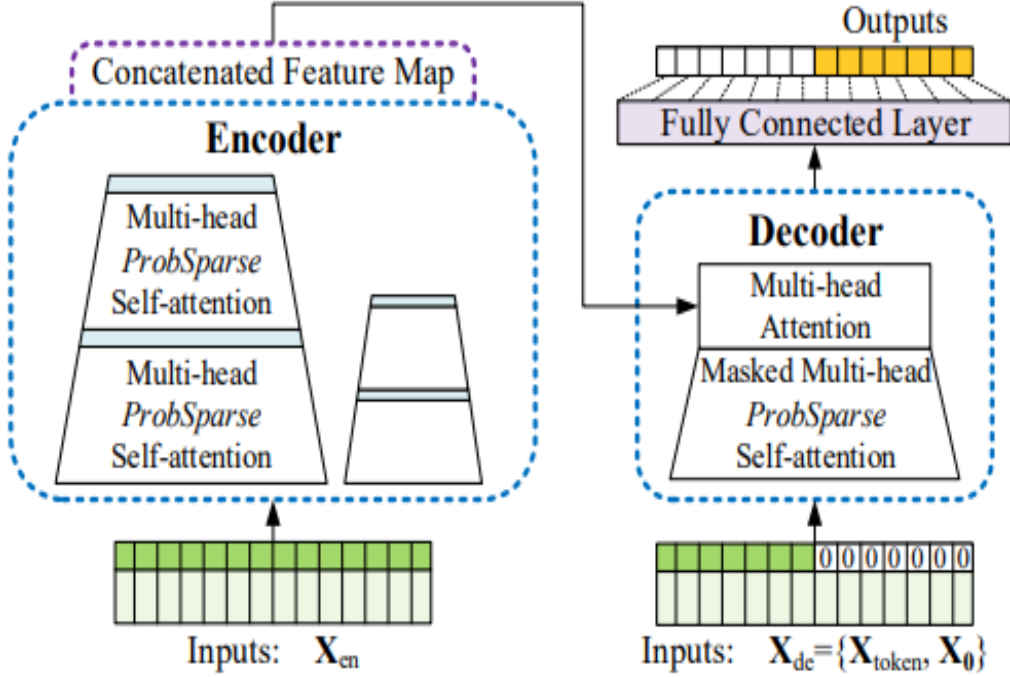 Concatenated Feature Map
Encoder
Multi-head
ProbSparse
Self-attention
Multi-head
ProbSparse
Self-attention
Inputs: Xen
Outputs
Fully Connected Layer
Decoder
Multi-head
Attention
Masked Multi-head
ProbSparse
Self-attention
0 0 0 0 0 0 0
Inputs: Xde={Xtoken, X0}